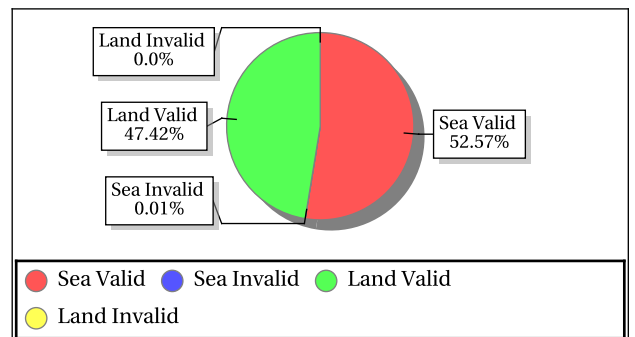 Land Invalid
0.0%
Land Valid
47.42%
Sea Valid
52.57%
Sea Invalid
0.01%
Sea Valid Sea Invalid Land Valid
Land Invalid